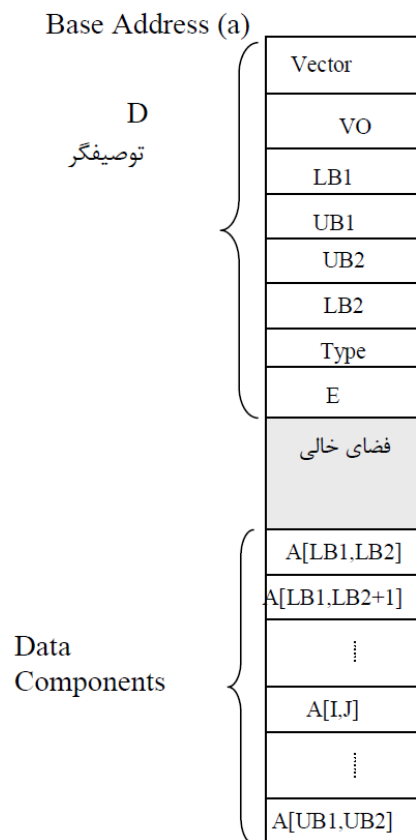 Base Address (a)
Vector
D
توصیفگر
VO
LB1
UB1
UB2
LB2
Type
E
فضای خالی
A[LB1,LB2]
A[LB1,LB2+1]
Data
Components
A[I,J]
A[UB1,UB2]